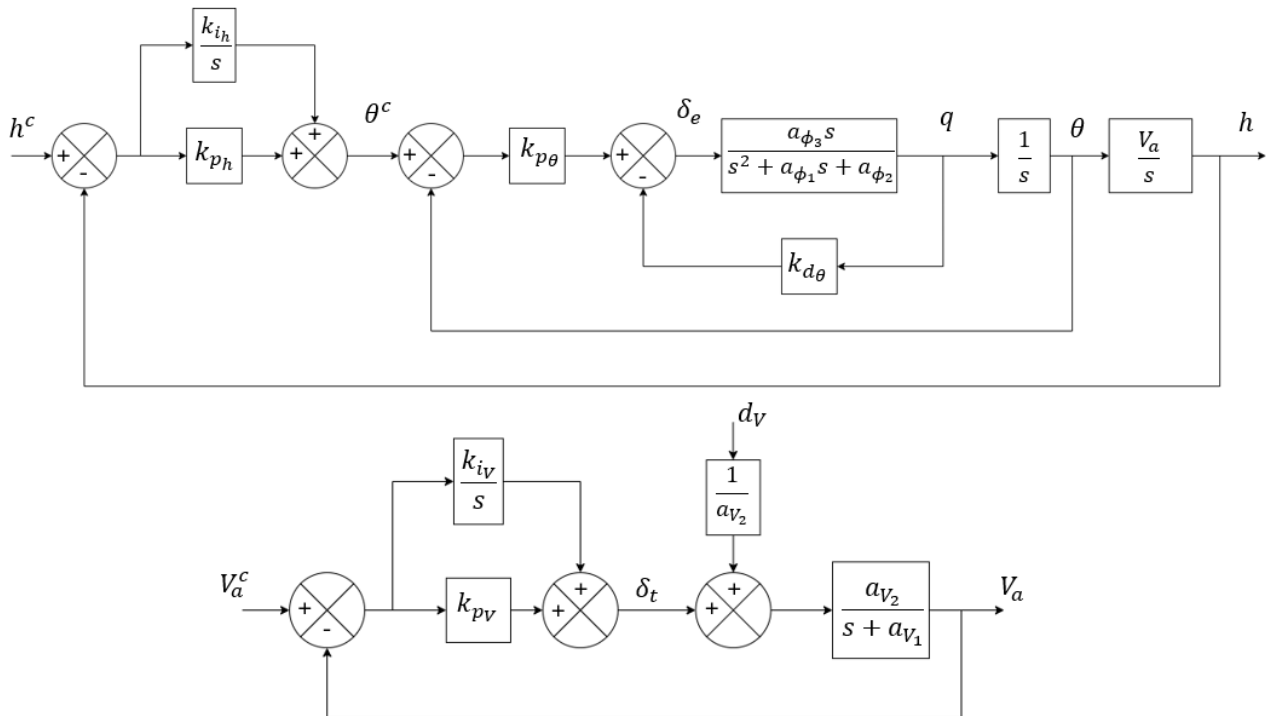 k_{i_h}
s
h^c
+
-
k_{p_h}
+
+
θ^c
+
-
k_{p_θ}
+
-
δ_e
a_{ϕ_3}s
s^2 + a_{ϕ_1}s + a_{ϕ_2}
q
1
s
θ
V_a
s
h
k_{d_θ}
d_V
k_{i_V}
s
1
a_{V_2}
V_a^c
+
-
k_{p_V}
+
+
δ_t
+
+
a_{V_2}
s + a_{V_1}
V_a